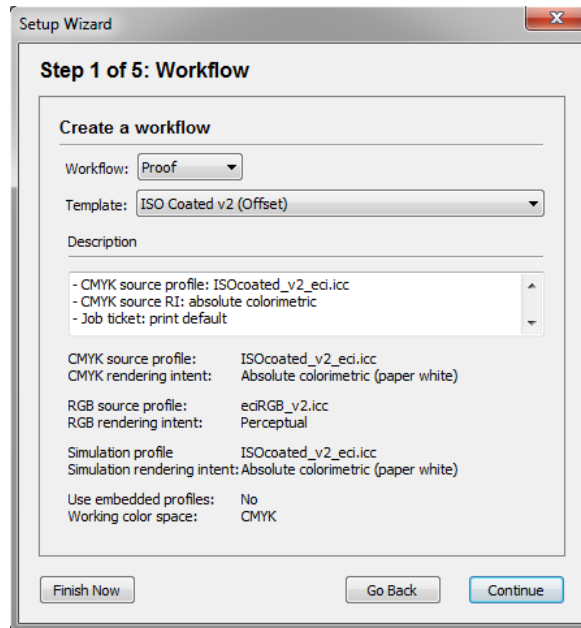 Setup Wizard
Step 1 of 5: Workflow
Create a workflow
Workflow: Proof
Template: ISO Coated v2 (Offset)
Description
- CMYK source profile: ISOcoated_v2_eci.icc
- CMYK source RI: absolute colorimetric
- Job ticket: print default
CMYK source profile: ISOcoated_v2_eci.icc
CMYK rendering intent: Absolute colorimetric (paper white)
RGB source profile: eciRGB_v2.icc
RGB rendering intent: Perceptual
Simulation profile ISOcoated_v2_eci.icc
Simulation rendering intent: Absolute colorimetric (paper white)
Use embedded profiles: No
Working color space: CMYK
Finish Now Go Back Continue